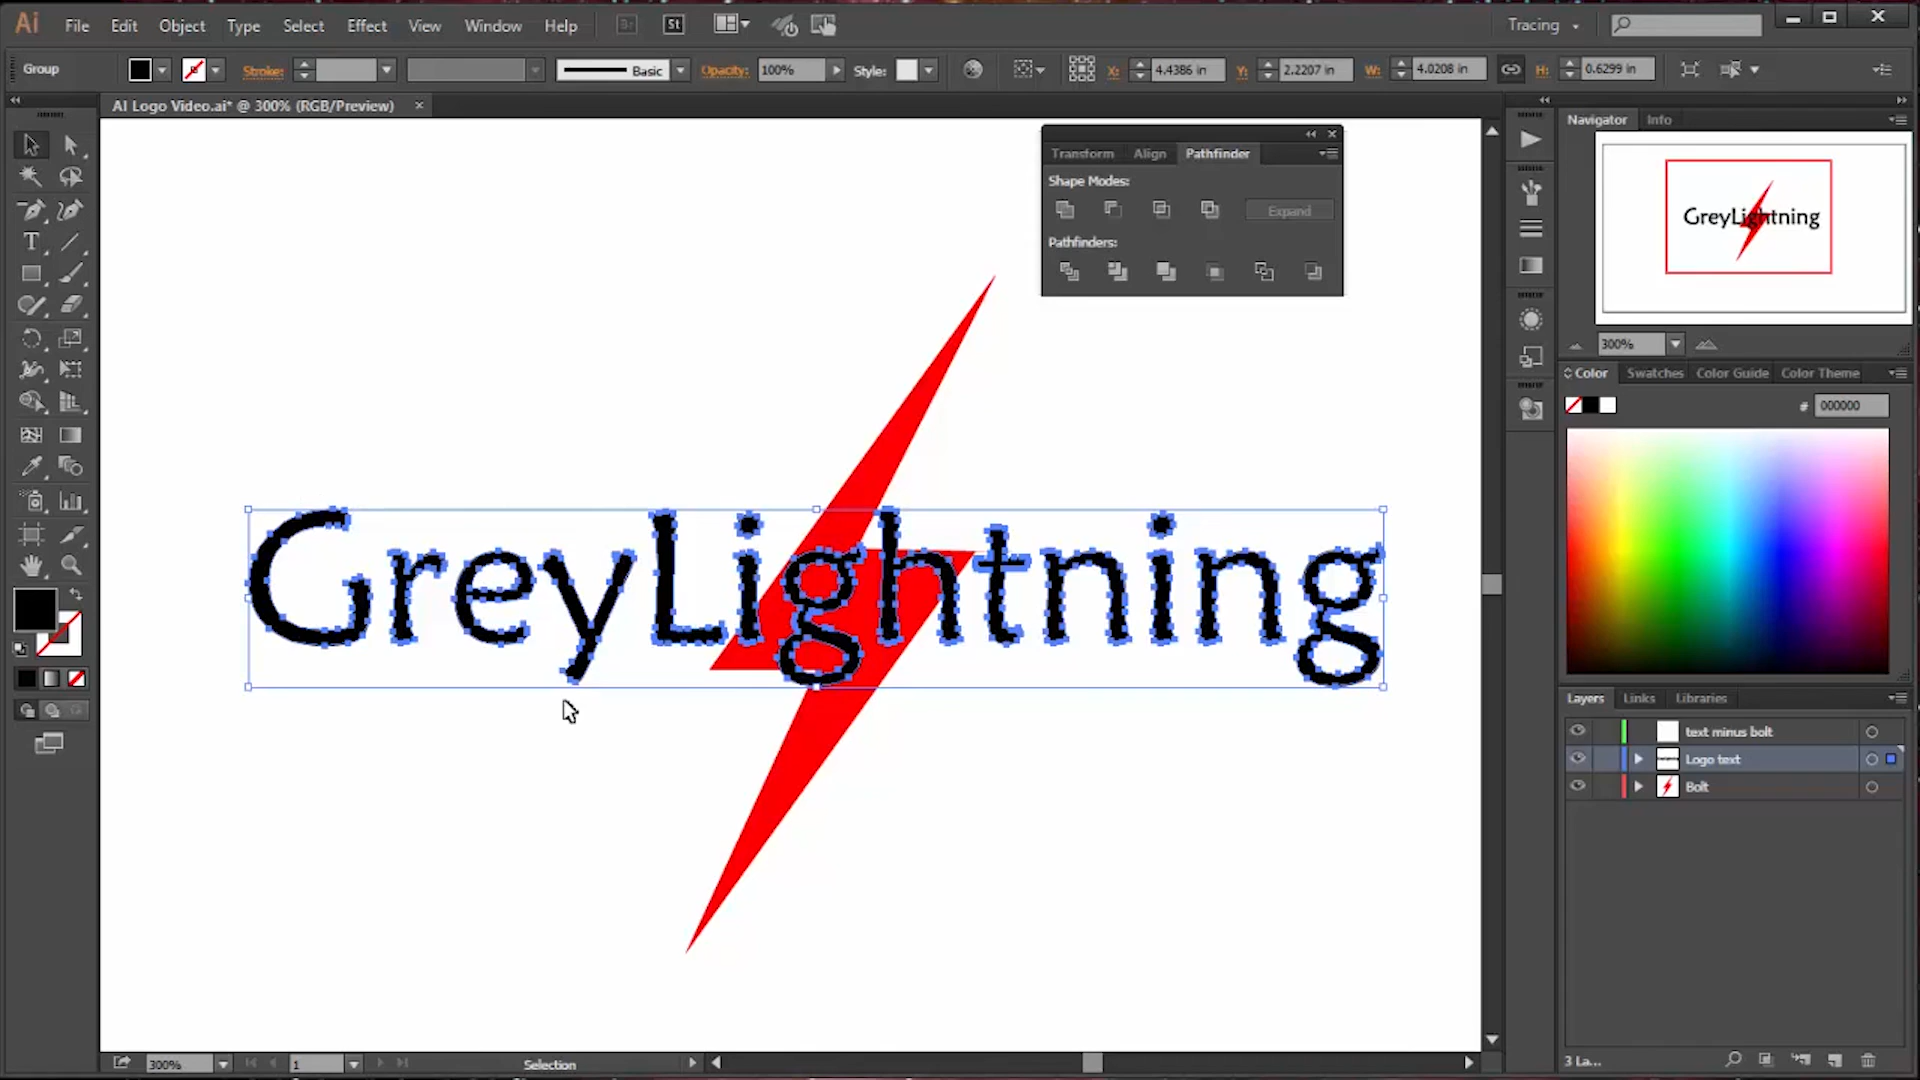 Ai File Edit Object Type Select Effect View Window Help Br St Tracing
Group Stroke: Basic Opacity: 100% Style: X: 4.4386 in Y: 2.2207 in W: 4.0208 in H: 0.6299 in
AI Logo Video.ai* @ 300% (RGB/Preview) ×
Navigator Info
Transform Align Pathfinder
Shape Modes:
Expand
Pathfinders:
GreyLightning
300%
Color Swatches Color Guide Color Theme
# 000000
GreyLightning
Layers Links Libraries
text minus bolt
Logo text
Bolt
300% 1 Selection
3 La...